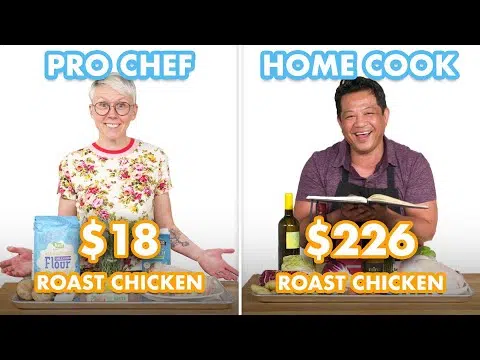 PRO CHEF
$18
ROAST CHICKEN
Flour
HOME COOK
$226
ROAST CHICKEN